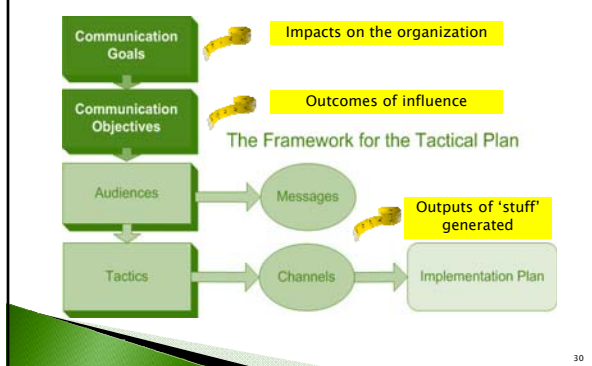 Communication
Goals
Impacts on the organization
Communication
Objectives
Outcomes of influence
The Framework for the Tactical Plan
Audiences
Messages
Outputs of ‘stuff’
generated
Tactics
Channels
Implementation Plan
30